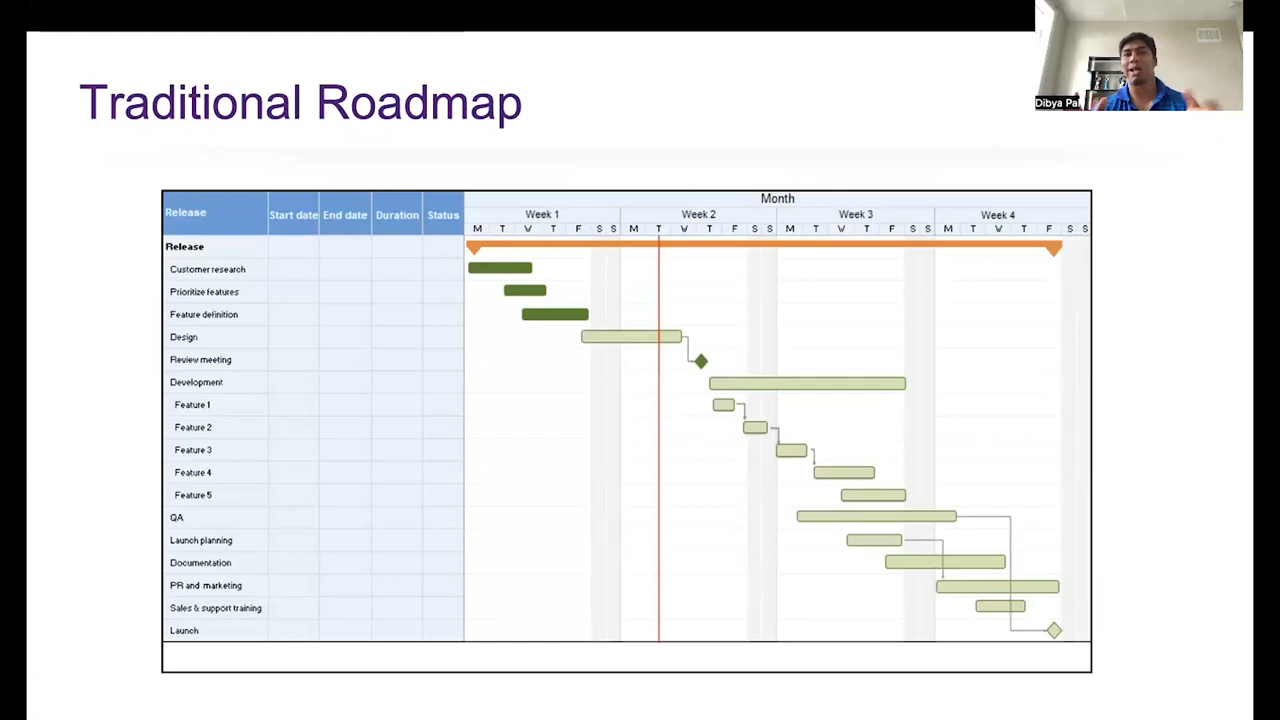 Traditional Roadmap
Dibya Pal
Month
Release Start date End date Duration Status Week 1 Week 2 Week 3 Week 4
M T W T F S S M T W T F S S M T W T F S S M T W T F S S
Release
Customer research
Prioritize features
Feature definition
Design
Review meeting
Development
Feature 1
Feature 2
Feature 3
Feature 4
Feature 5
QA
Launch planning
Documentation
PR and marketing
Sales & support training
Launch